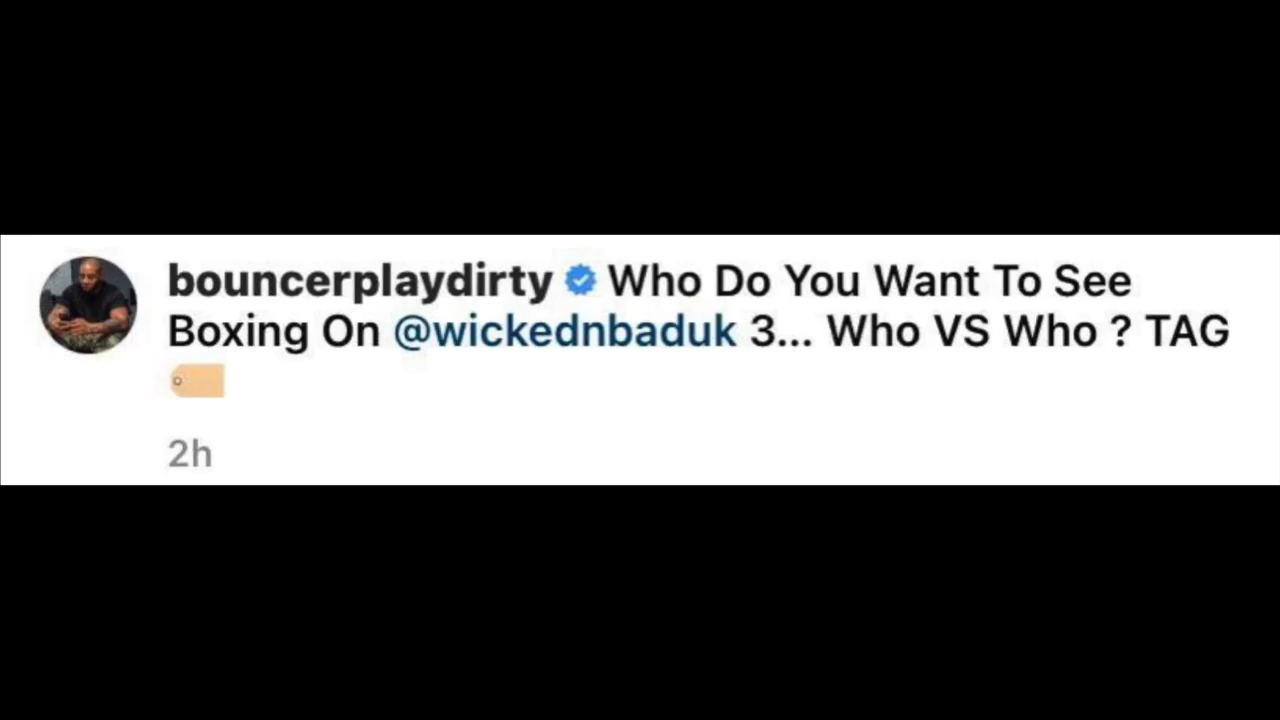 bouncerplaydirty Who Do You Want To See
Boxing On @wickednbaduk 3... Who VS Who ? TAG
2h